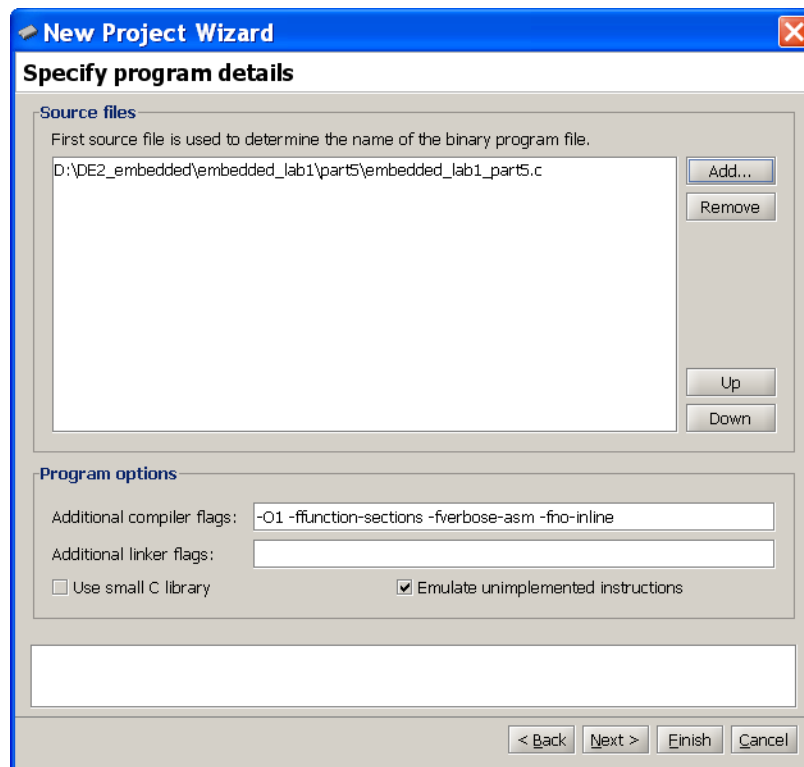 New Project Wizard
Specify program details
Source files
First source file is used to determine the name of the binary program file.
D:\DE2_embedded\embedded_lab1\part5\embedded_lab1_part5.c
Add...
Remove
Up
Down
Program options
Additional compiler flags: -O1 -ffunction-sections -fverbose-asm -fno-inline
Additional linker flags:
Use small C library Emulate unimplemented instructions
< Back Next > Finish Cancel